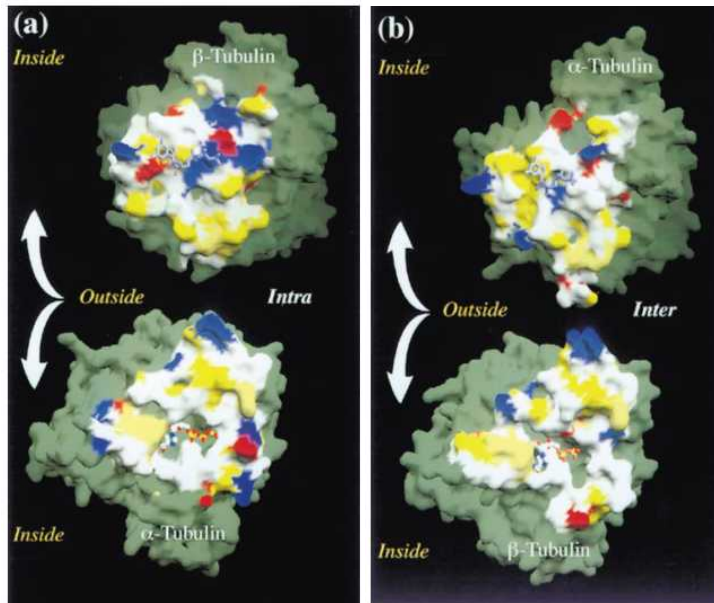 (a)
Inside
β-Tubulin
Outside
Intra
α-Tubulin
Inside
(b)
Inside
α-Tubulin
Outside
Inter
Inside
β-Tubulin